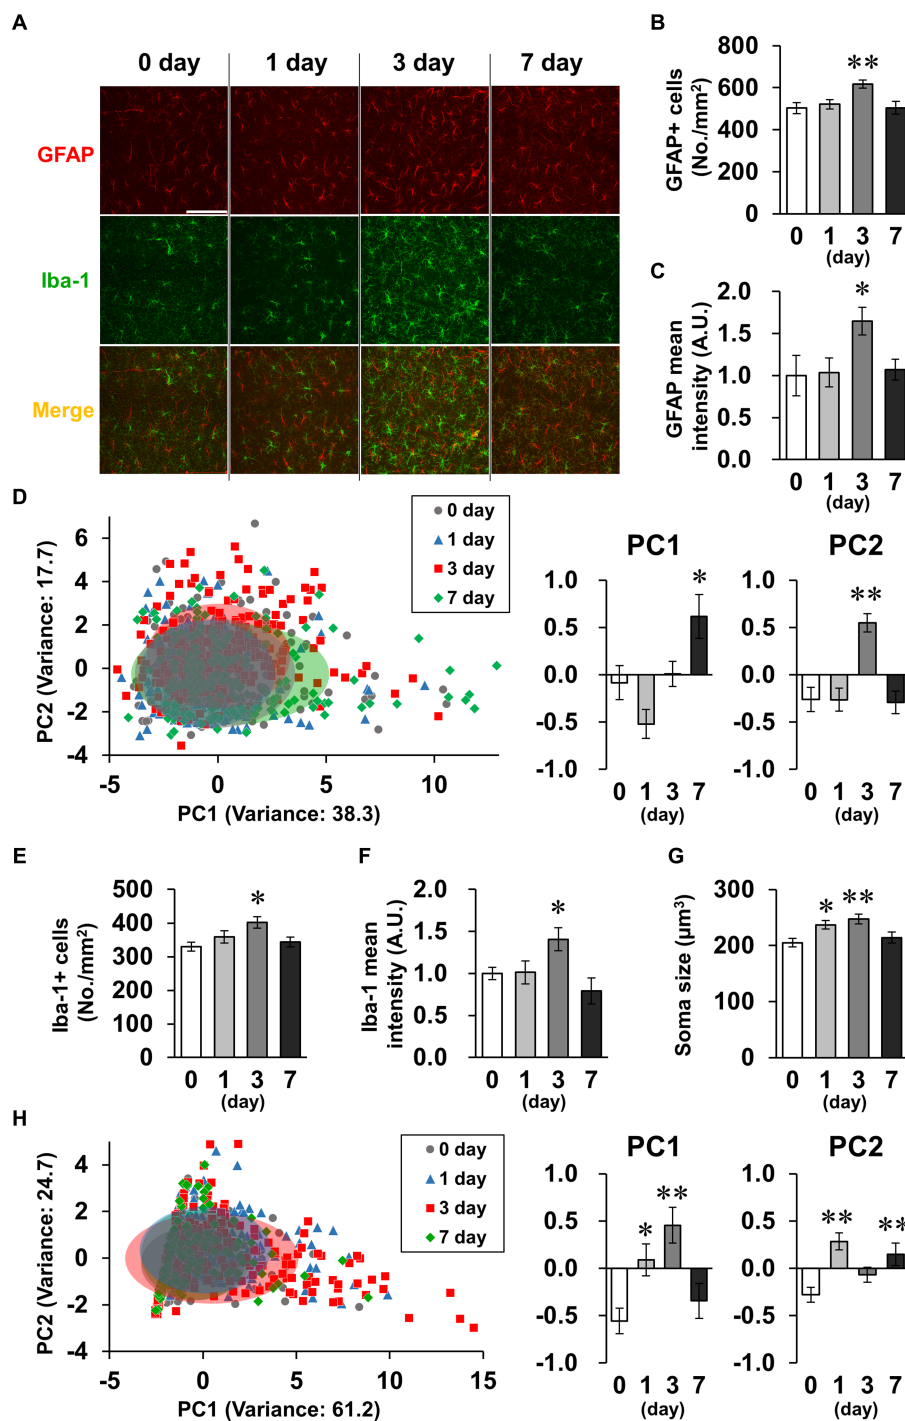 A
0 day 1 day 3 day 7 day
GFAP
Iba-1
Merge
B
GFAP+ cells
(No./mm²)
800
600
400
200
0
**
0 1 3 7
(day)
C
GFAP mean
intensity (A.U.)
2.0
1.5
1.0
0.5
0.0
*
0 1 3 7
(day)
D
PC2 (Variance: 17.7)
6
4
2
0
-2
-4
-5 0 5 10
PC1 (Variance: 38.3)
0 day
1 day
3 day
7 day
PC1
1.0
0.5
0.0
-0.5
-1.0
*
0 1 3 7
(day)
PC2
1.0
0.5
0.0
-0.5
-1.0
**
0 1 3 7
(day)
E
Iba-1+ cells
(No./mm²)
500
400
300
200
100
0
*
0 1 3 7
(day)
F
Iba-1 mean
intensity (A.U.)
2.0
1.5
1.0
0.5
0.0
*
0 1 3 7
(day)
G
Soma size (μm³)
300
200
100
0
* **
0 1 3 7
(day)
H
PC2 (Variance: 24.7)
4
2
0
-2
-4
-5 0 5 10 15
PC1 (Variance: 61.2)
0 day
1 day
3 day
7 day
PC1
1.0
0.5
0.0
-0.5
-1.0
* **
0 1 3 7
(day)
PC2
1.0
0.5
0.0
-0.5
-1.0
** **
0 1 3 7
(day)